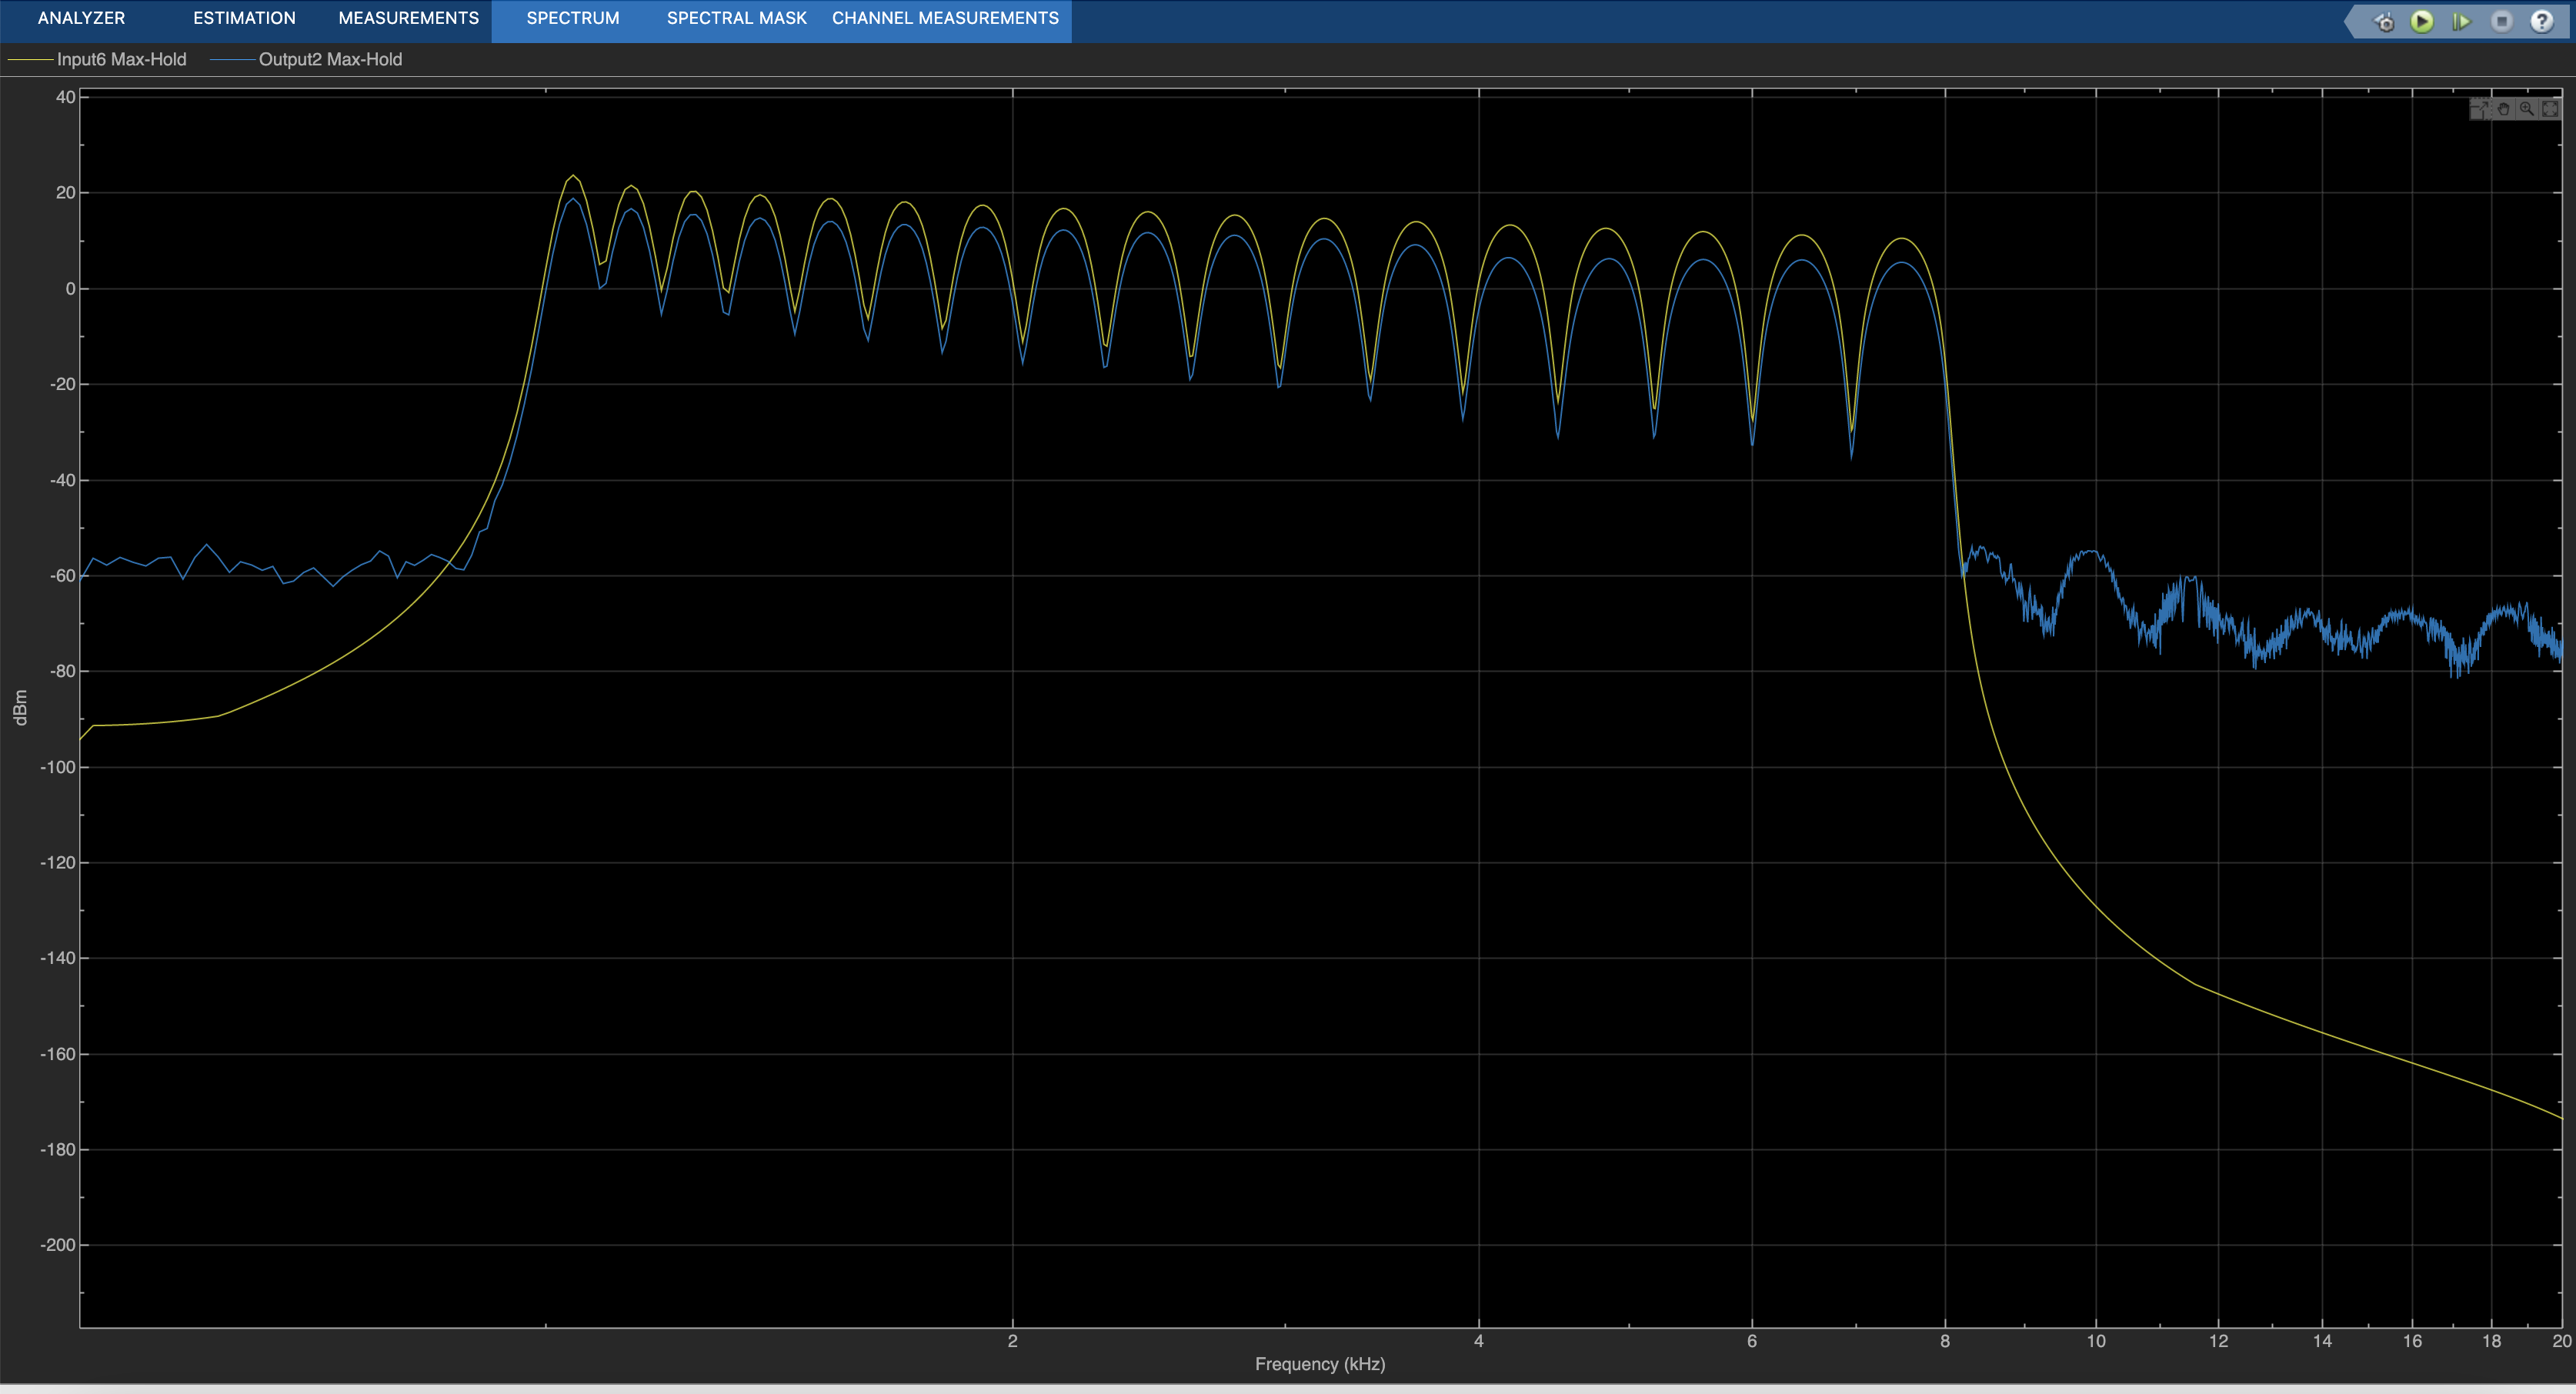 ANALYZER ESTIMATION MEASUREMENTS SPECTRUM SPECTRAL MASK CHANNEL MEASUREMENTS ?
Input6 Max-Hold Output2 Max-Hold
40
20
0
-20
-40
-60
-80
dBm
-100
-120
-140
-160
-180
-200
2 4 6 8 10 12 14 16 18 20
Frequency (kHz)